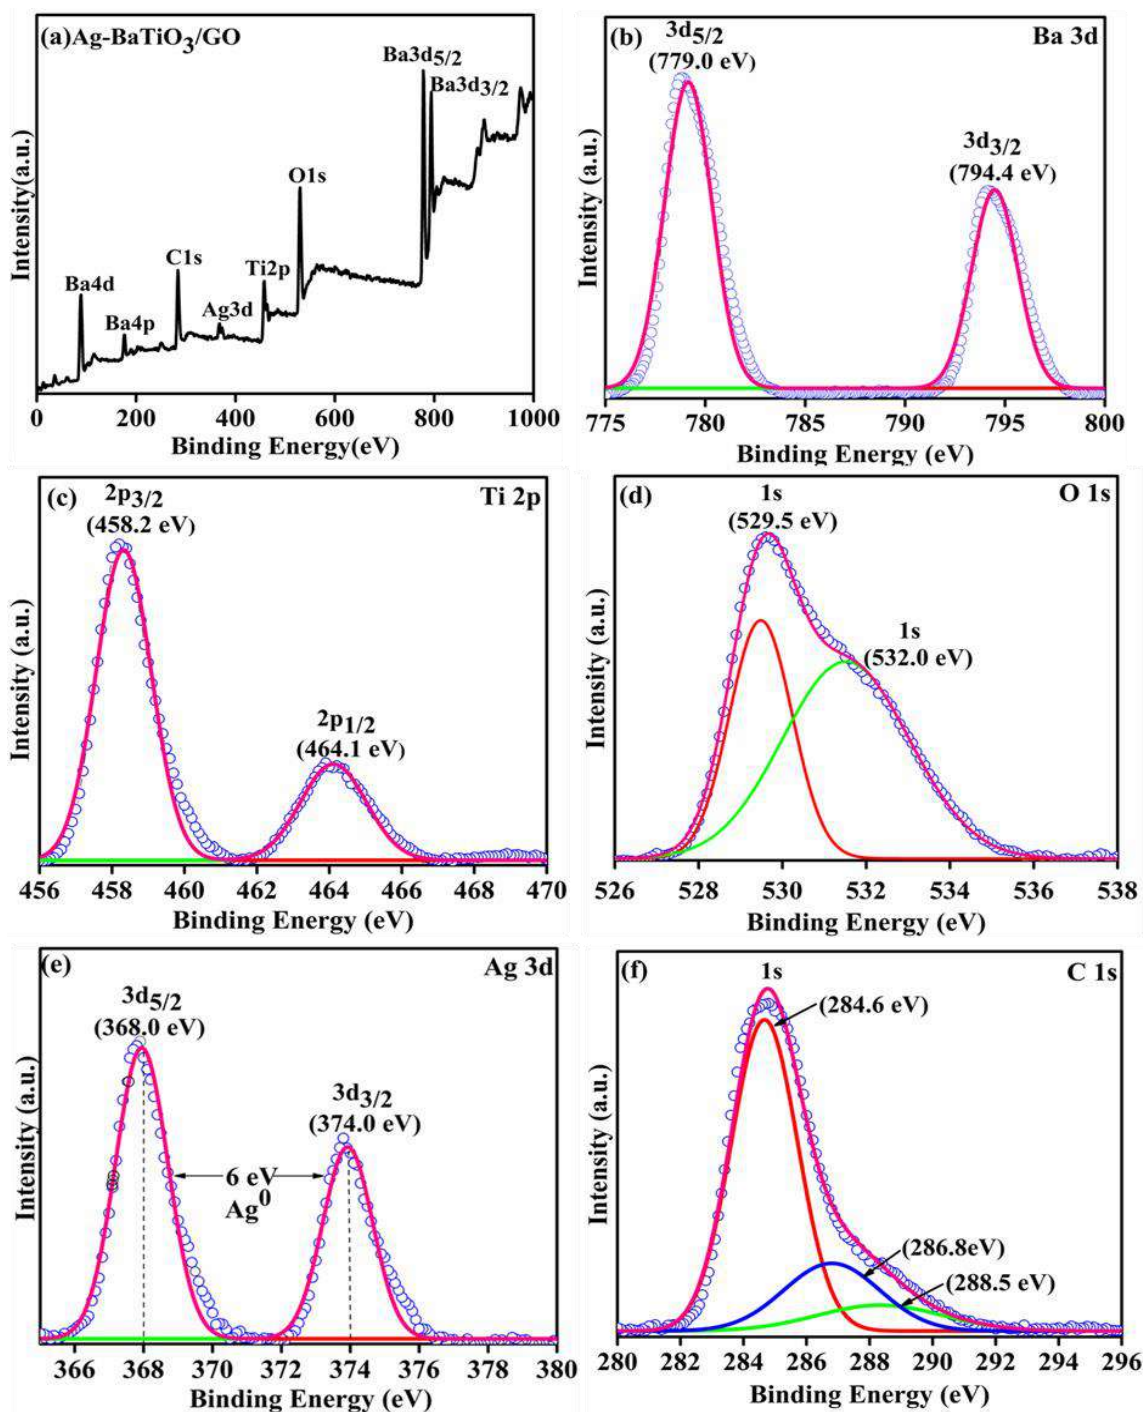 (a)Ag-BaTiO3/GO
Ba3d5/2
Ba3d3/2
O1s
C1s
Ba4d
Ti2p
Ag3d
Ba4p
Intensity(a.u.)
0 200 400 600 800 1000
Binding Energy(eV)
(b)
3d5/2
(779.0 eV)
Ba 3d
3d3/2
(794.4 eV)
Intensity (a.u.)
775 780 785 790 795 800
Binding Energy (eV)
(c)
2p3/2
(458.2 eV)
Ti 2p
2p1/2
(464.1 eV)
Intensity (a.u.)
456 458 460 462 464 466 468 470
Binding Energy (eV)
(d)
1s
(529.5 eV)
O 1s
1s
(532.0 eV)
Intensity (a.u.)
526 528 530 532 534 536 538
Binding Energy (eV)
(e)
Ag 3d
3d5/2
(368.0 eV)
3d3/2
(374.0 eV)
6 eV
Ag0
Intensity (a.u.)
366 368 370 372 374 376 378 380
Binding Energy (eV)
(f)
1s
C 1s
(284.6 eV)
(286.8eV)
(288.5 eV)
Intensity (a.u.)
280 282 284 286 288 290 292 294 296
Binding Energy (eV)